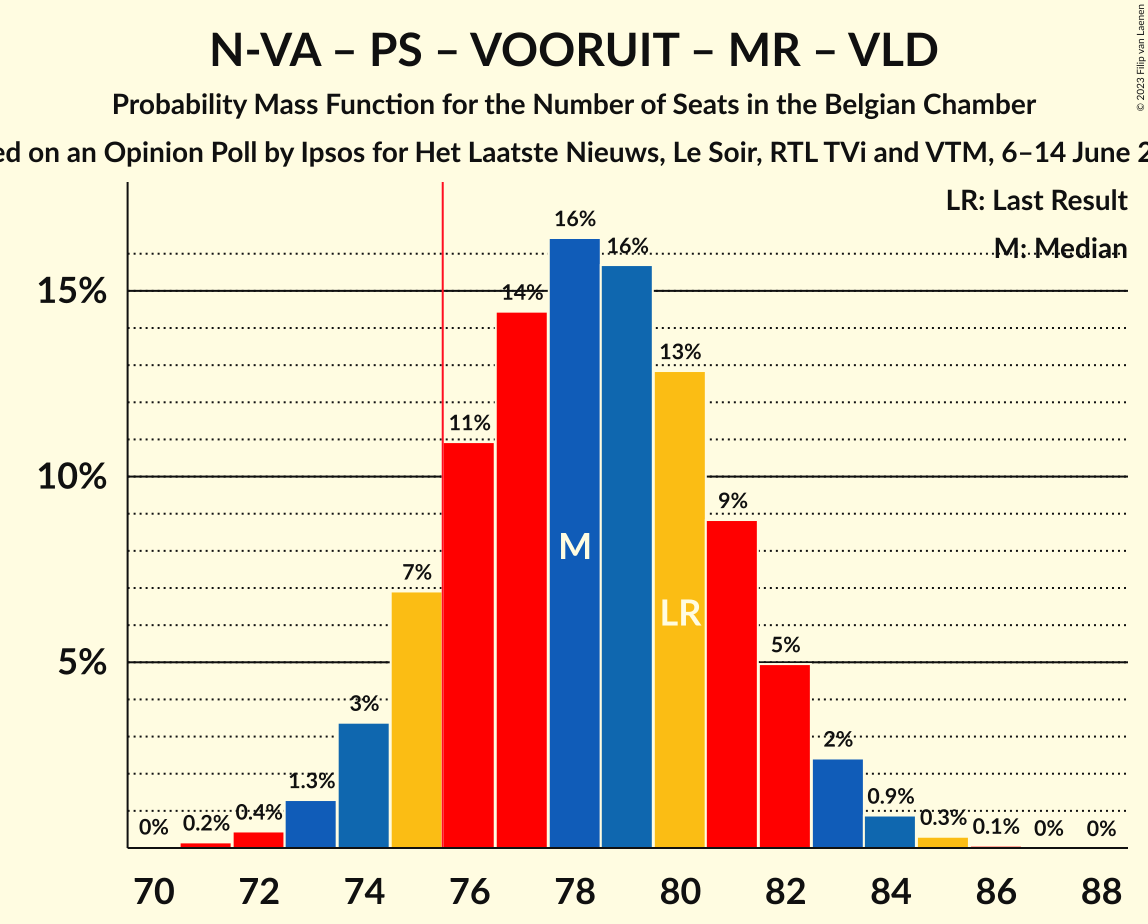 N-VA – PS – VOORUIT – MR – VLD
Probability Mass Function for the Number of Seats in the Belgian Chamber
on an Opinion Poll by Ipsos for Het Laatste Nieuws, Le Soir, RTL TVi and VTM, 6–14 June
© 2023 Filip van Laenen
LR: Last Result
M: Median
15%
10%
5%
0%
0.2%
0.4%
1.3%
3%
7%
11%
14%
16%
16%
13%
9%
5%
2%
0.9%
0.3%
0.1%
0%
0%
M
LR
70 72 74 76 78 80 82 84 86 88